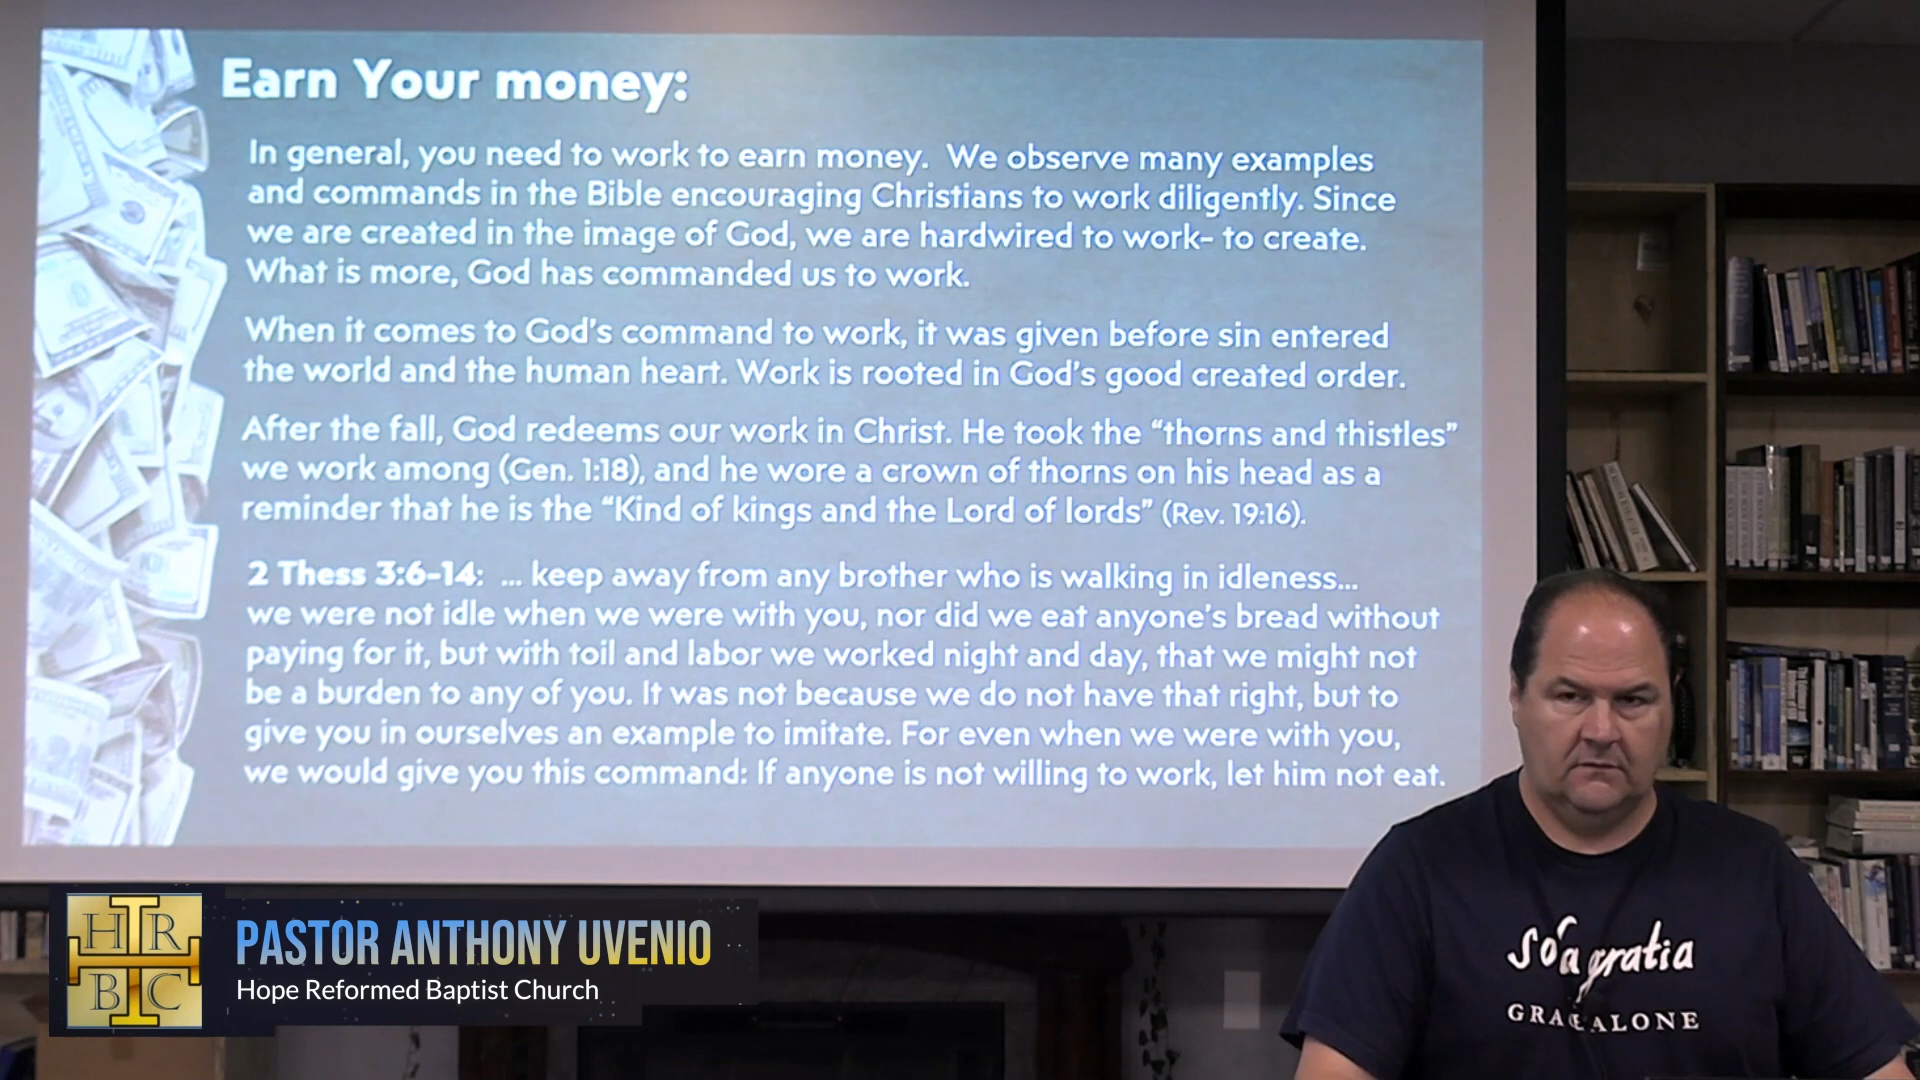 Earn Your money:
In general, you need to work to earn money. We observe many examples
and commands in the Bible encouraging Christians to work diligently. Since
we are created in the image of God, we are hardwired to work- to create.
What is more, God has commanded us to work.
When it comes to God's command to work, it was given before sin entered
the world and the human heart. Work is rooted in God's good created order.
After the fall, God redeems our work in Christ. He took the “thorns and thistles”
we work among (Gen. 1:18), and he wore a crown of thorns on his head as a
reminder that he is the “Kind of kings and the Lord of lords” (Rev. 19:16).
2 Thess 3:6-14: ... keep away from any brother who is walking in idleness...
we were not idle when we were with you, nor did we eat anyone's bread without
paying for it, but with toil and labor we worked night and day, that we might not
be a burden to any of you. It was not because we do not have that right, but to
give you in ourselves an example to imitate. For even when we were with you,
we would give you this command: If anyone is not willing to work, let him not eat.
HR
BC
PASTOR ANTHONY UVENIO
Hope Reformed Baptist Church
gratia
ALONE